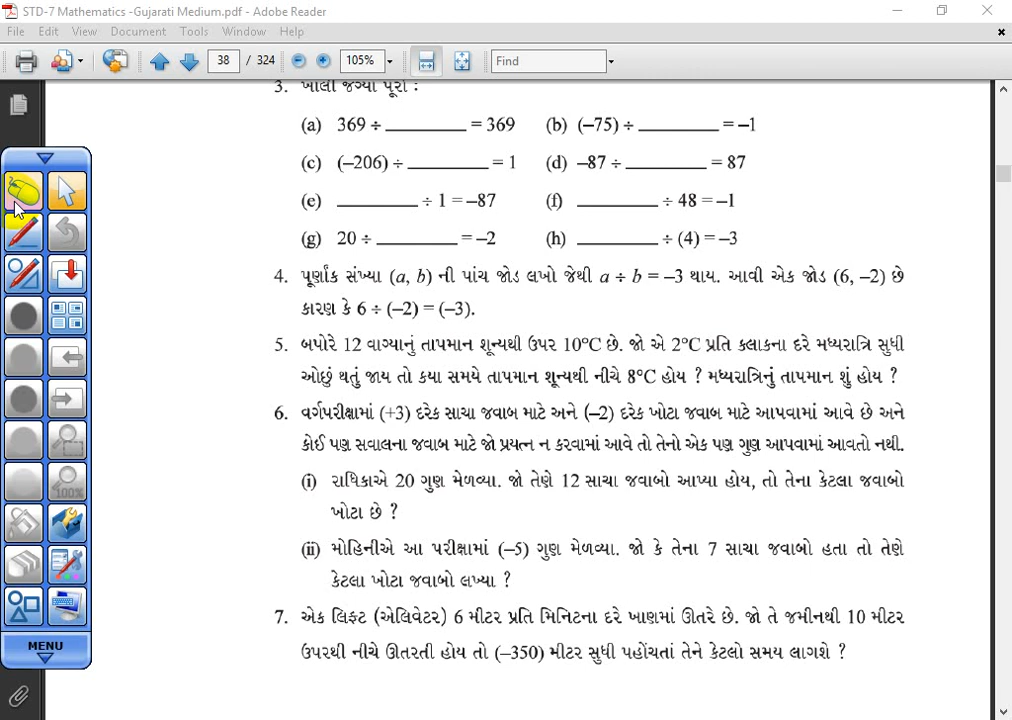 STD-7 Mathematics -Gujarati Medium.pdf - Adobe Reader
File Edit View Document Tools Window Help
38 / 324 105% Find
3. ખાલી જગ્યા પૂરો :
(a) 369 ÷ ________ = 369 (b) (–75) ÷ ________ = –1
(c) (–206) ÷ ________ = 1 (d) –87 ÷ ________ = 87
(e) ________ ÷ 1 = –87 (f) ________ ÷ 48 = –1
(g) 20 ÷ ________ = –2 (h) ________ ÷ (4) = –3
4. પૂર્ણાંક સંખ્યા (a, b) ની પાંચ જોડ લખો જેથી a ÷ b = –3 થાય. આવી એક જોડ (6, –2) છે
કારણ કે 6 ÷ (–2) = (–3).
5. બપોરે 12 વાગ્યાનું તાપમાન શૂન્યથી ઉપર 10°C છે. જો એ 2°C પ્રતિ ક્લાકના દરે મધ્યરાત્રિ સુધી
ઓછું થતું જાય તો કયા સમયે તાપમાન શૂન્યથી નીચે 8°C હોય ? મધ્યરાત્રિનું તાપમાન શું હોય ?
6. વર્ગપરીક્ષામાં (+3) દરેક સાચા જવાબ માટે અને (–2) દરેક ખોટા જવાબ માટે આપવામાં આવે છે અને
કોઈ પણ સવાલના જવાબ માટે જો પ્રયત્ન ન કરવામાં આવે તો તેનો એક પણ ગુણ આપવામાં આવતો નથી.
(i) રાધિકાએ 20 ગુણ મેળવ્યા. જો તેણે 12 સાચા જવાબો આપ્યા હોય, તો તેના કેટલા જવાબો
ખોટા છે ?
(ii) મોહિનીએ આ પરીક્ષામાં (–5) ગુણ મેળવ્યા. જો કે તેના 7 સાચા જવાબો હતા તો તેણે
કેટલા ખોટા જવાબો લખ્યા ?
7. એક લિફ્ટ (એલિવેટર) 6 મીટર પ્રતિ મિનિટના દરે ખાણમાં ઊતરે છે. જો તે જમીનથી 10 મીટર
ઉપરથી નીચે ઊતરતી હોય તો (–350) મીટર સુધી પહોંચતાં તેને કેટલો સમય લાગશે ?
100%
MENU